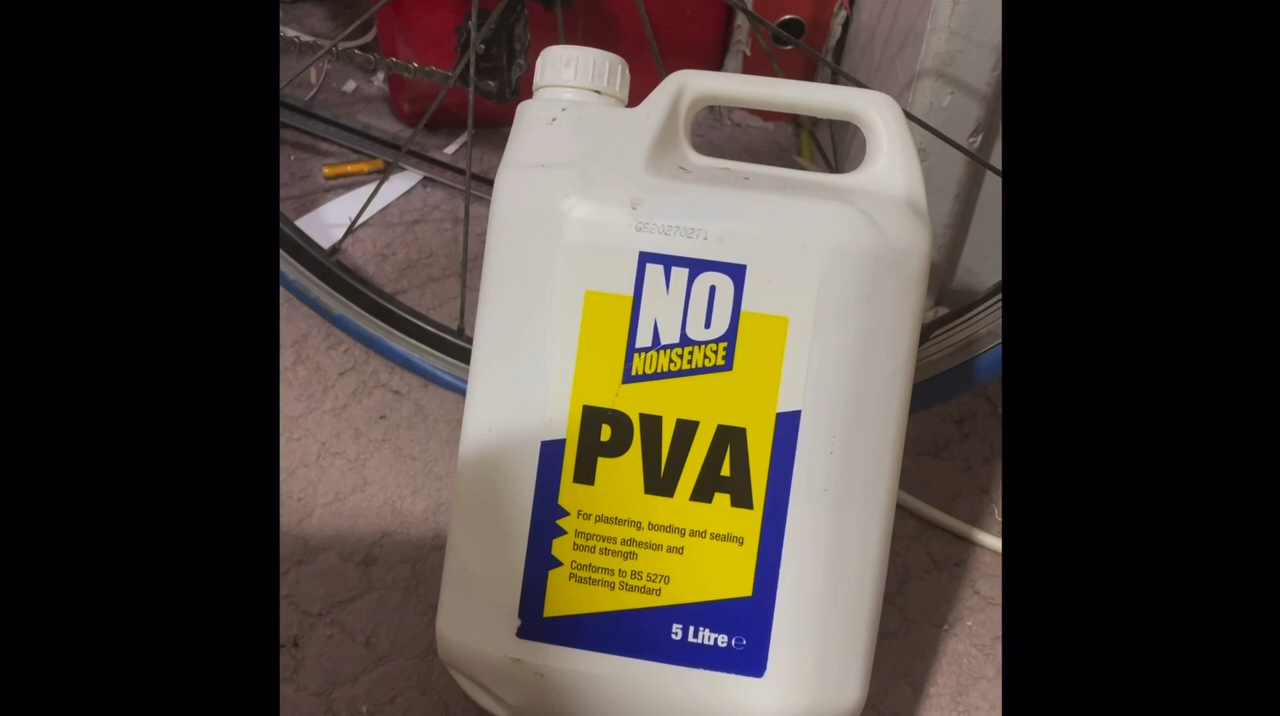 GS20270271
NO
NONSENSE
PVA
For plastering, bonding and sealing
Improves adhesion and
bond strength
Conforms to BS 5270
Plastering Standard
5 Litre ℮